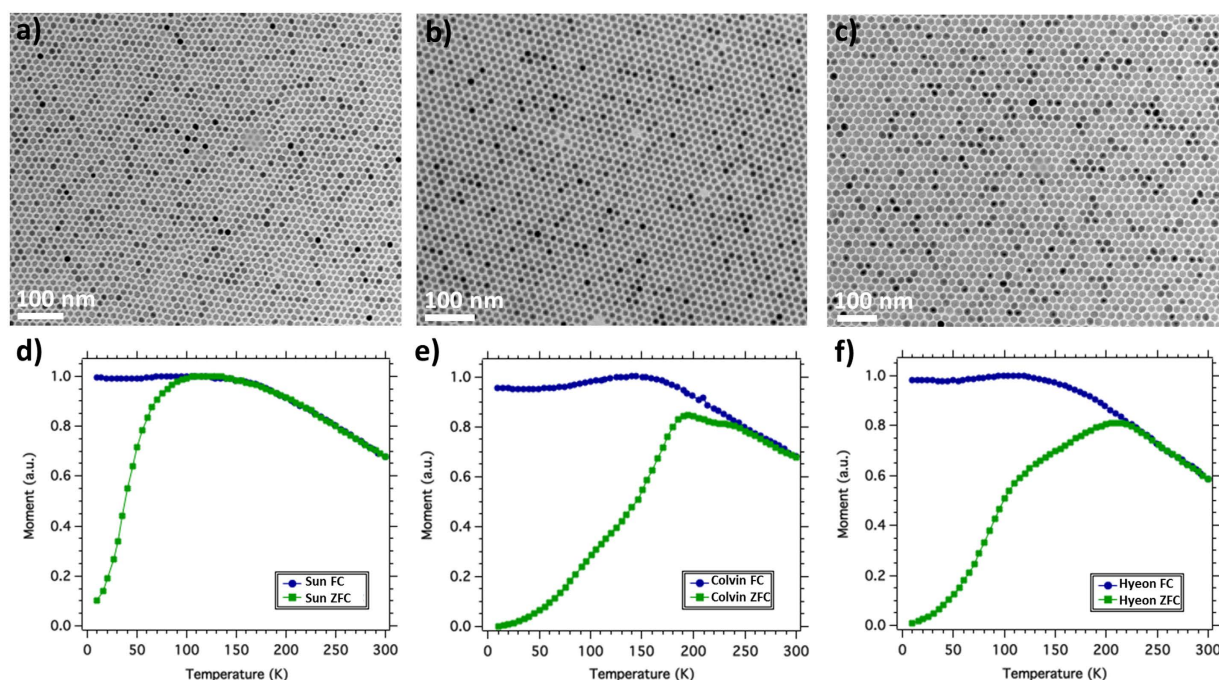 a)
b)
c)
100 nm
100 nm
100 nm
d)
e)
f)
Moment (a.u.)
1.0
0.8
0.6
0.4
0.2
0.0
0
50
100
150
200
250
300
Temperature (K)
Sun FC
Sun ZFC
Moment (a.u.)
1.0
0.8
0.6
0.4
0.2
0.0
0
50
100
150
200
250
300
Temperature (K)
Colvin FC
Colvin ZFC
Moment (a.u.)
1.0
0.8
0.6
0.4
0.2
0.0
0
50
100
150
200
250
300
Temperature (K)
Hyeon FC
Hyeon ZFC